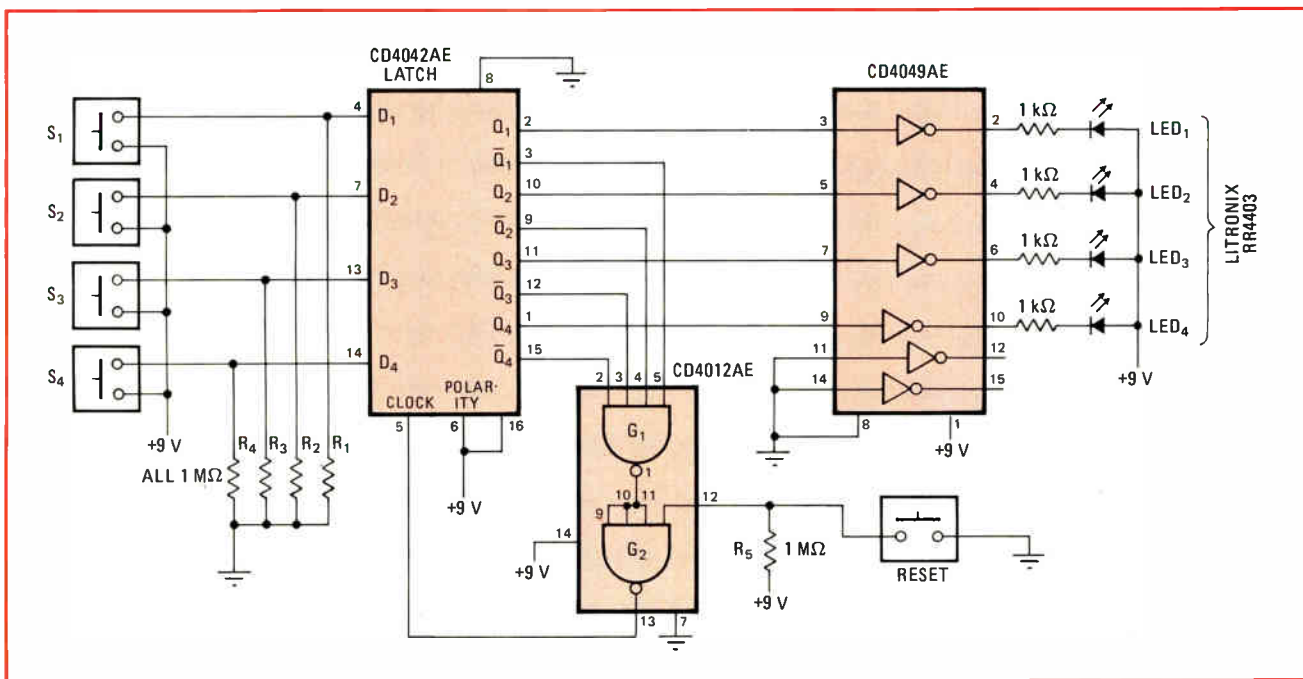 CD4042AE
LATCH
8
S1
S2
S3
S4
+9 V
4
7
13
14
D1
D2
D3
D4
CLOCK
POLAR-
ITY
5
6
16
+9 V
Q1
Q̅1
Q2
Q̅2
Q3
Q̅3
Q4
Q̅4
2
3
10
9
11
12
1
15
R4
R3
R2
R1
ALL 1 MΩ
CD4012AE
2 3 4 5
G1
1
9 10 11
12
G2
14
+9 V
13
7
R5
1 MΩ
+9 V
RESET
CD4049AE
3
5
7
9
11
14
2
4
6
10
12
15
8
1
+9 V
1 kΩ
LED1
1 kΩ
LED2
1 kΩ
LED3
1 kΩ
LED4
+9 V
LITRONIX
RR4403